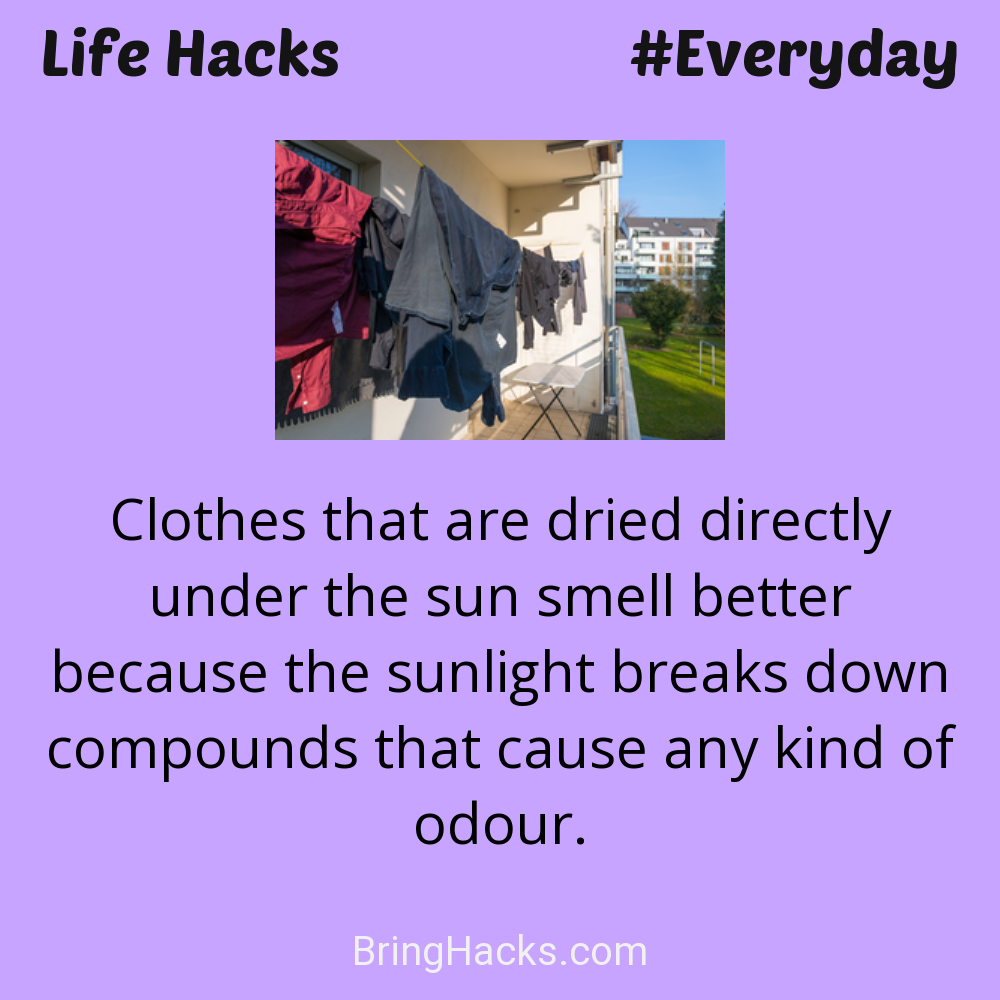 Life Hacks
#Everyday
Clothes that are dried directly
under the sun smell better
because the sunlight breaks down
compounds that cause any kind of
odour.
BringHacks.com